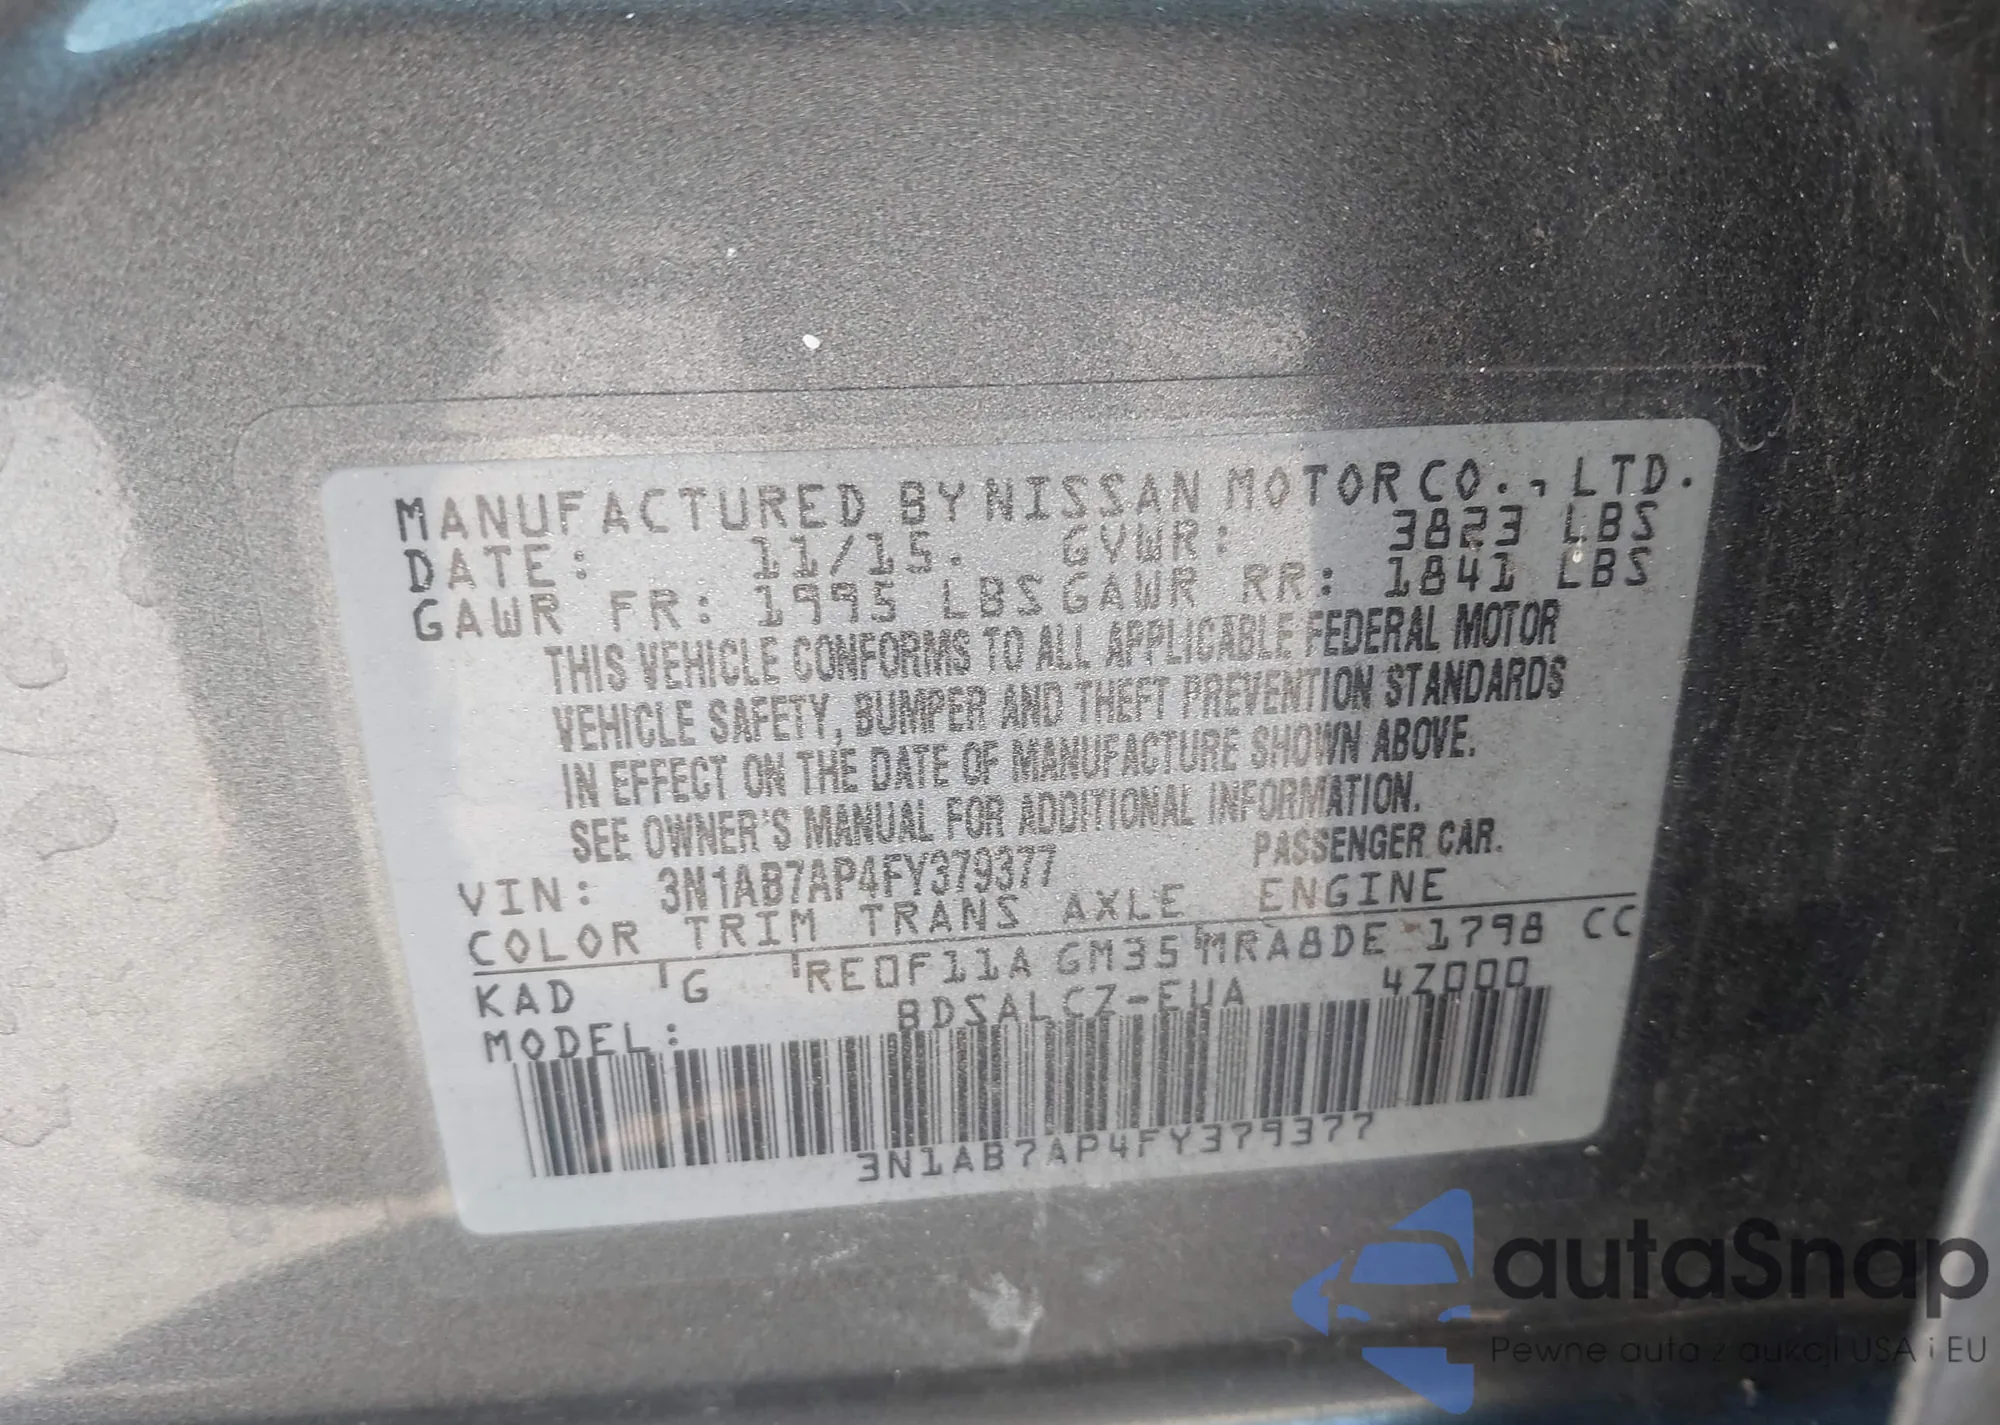 MANUFACTURED BY NISSAN MOTOR CO., LTD.
DATE: 11/15. GVWR: 3823 LBS
GAWR FR: 1995 LBS GAWR RR: 1841 LBS
THIS VEHICLE CONFORMS TO ALL APPLICABLE FEDERAL MOTOR
VEHICLE SAFETY, BUMPER AND THEFT PREVENTION STANDARDS
IN EFFECT ON THE DATE OF MANUFACTURE SHOWN ABOVE.
SEE OWNER'S MANUAL FOR ADDITIONAL INFORMATION.
VIN: 3N1AB7AP4FY379377 PASSENGER CAR.
COLOR TRIM TRANS AXLE ENGINE
KAD G RE0F11A GM35 MRA8DE 1798 CC
MODEL: BDSALCZ-EUA 4Z000
3N1AB7AP4FY379377
autaSnap
Pewne auta z aukcji USA i EU